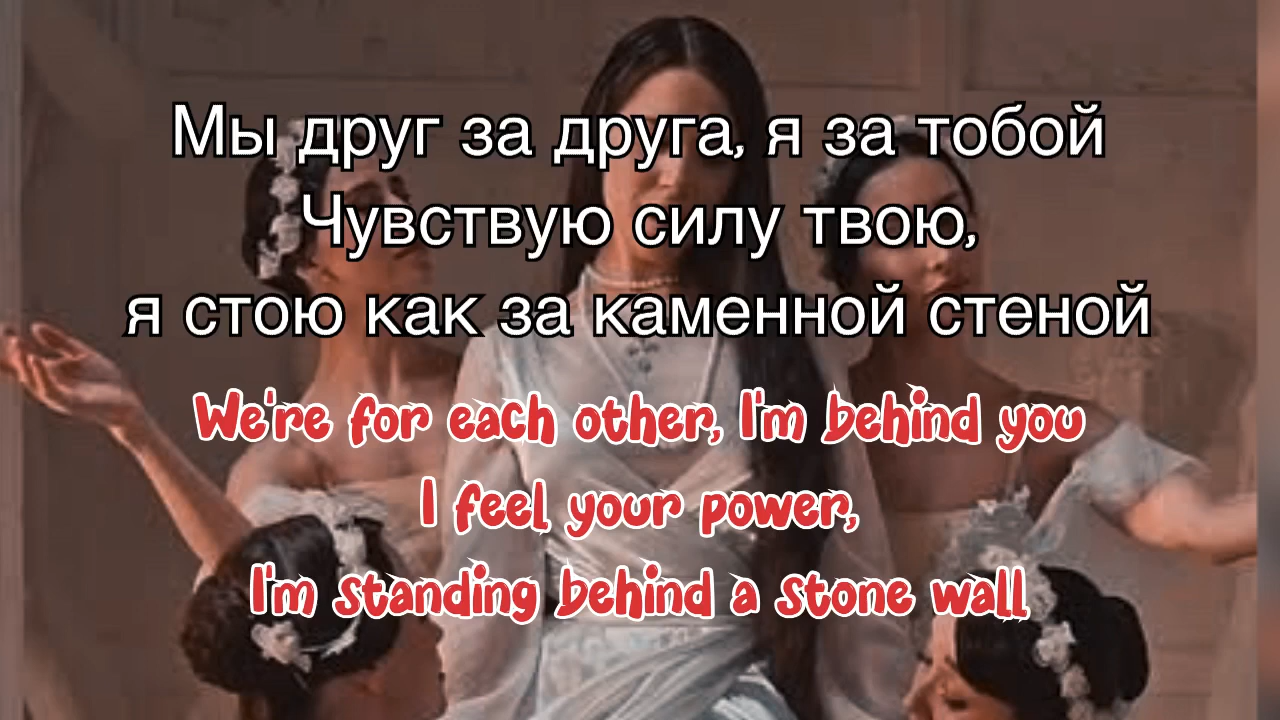 Мы друг за друга, я за тобой
Чувствую силу твою,
я стою как за каменной стеной
We're for each other, I'm behind you
I feel your power,
I'm standing behind a stone wall